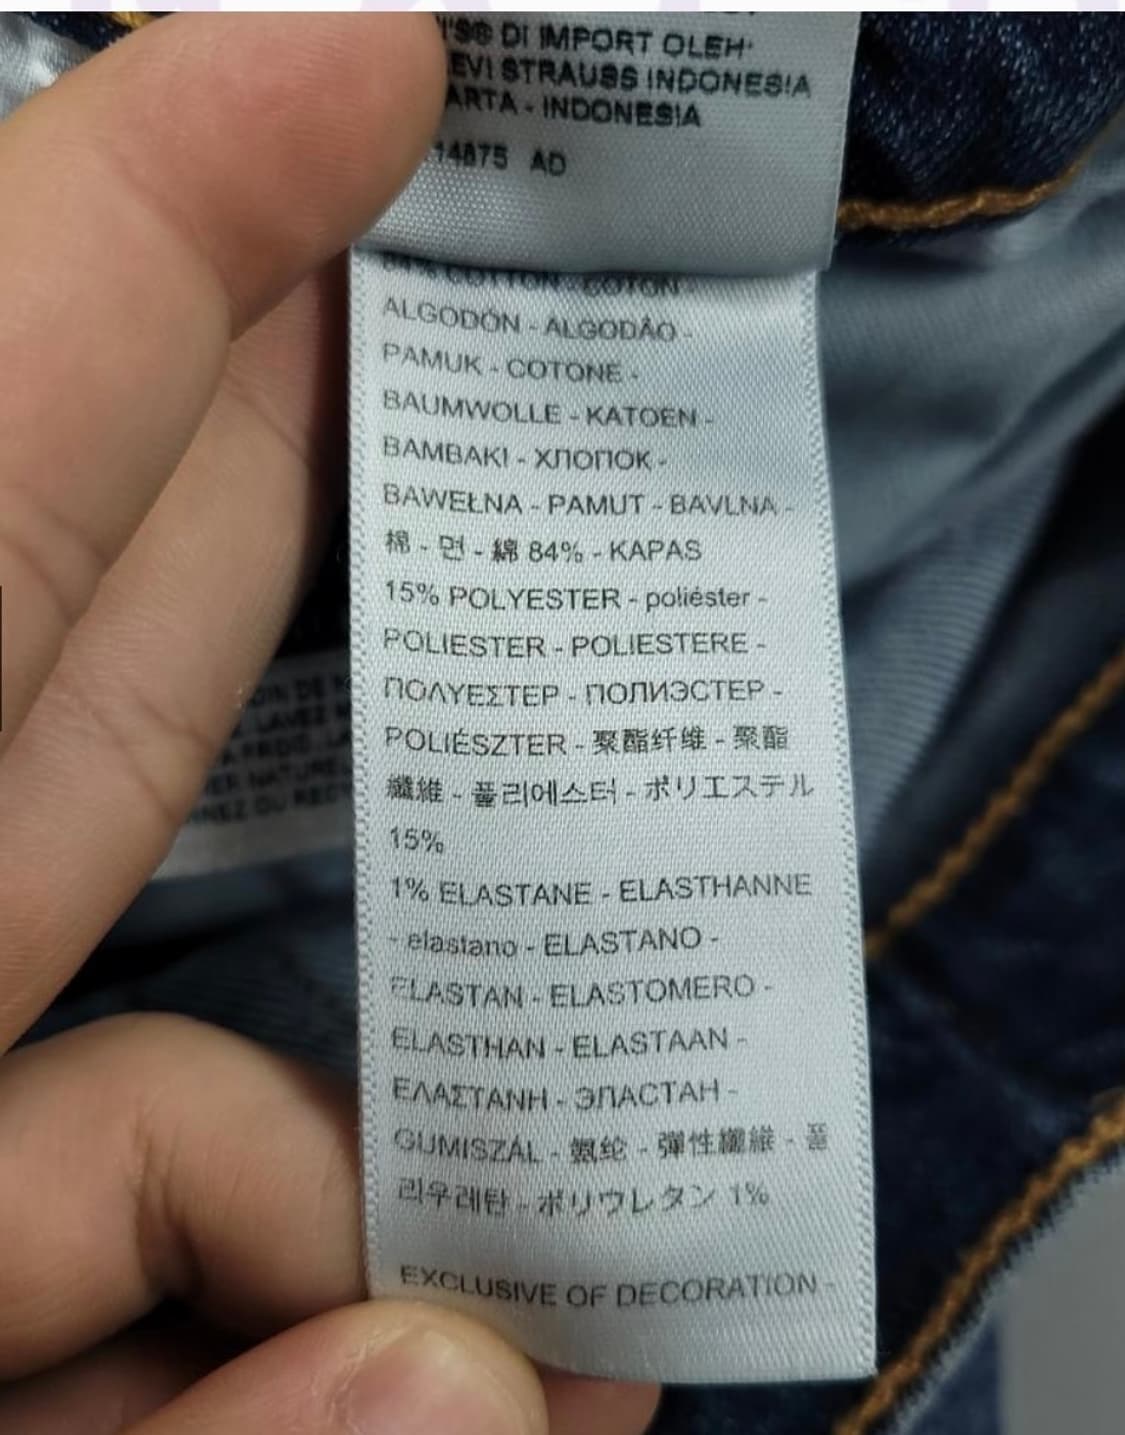 DI IMPORT OLEH
STRAUSS INDONESIA
INDONESIA
14875 AD
COTTON - COTON -
ALGODÓN - ALGODÃO -
PAMUK - COTONE -
BAUMWOLLE - KATOEN -
BAMBAKI - ХЛОПОК -
BAWEŁNA - PAMUT - BAVLNA -
棉 - 면 - 綿 84% - KAPAS
15% POLYESTER - poliéster -
POLIESTER - POLIESTERE -
ΠΟΛΥΕΣΤΕΡ - ПОЛИЭСТЕР -
POLIÉSZTER - 聚酯纤维 - 聚酯
纖維 - 폴리에스터 - ポリエステル
15%
1% ELASTANE - ELASTHANNE
- elastano - ELASTANO -
ELASTAN - ELASTOMERO -
ELASTHAN - ELASTAAN -
ΕΛΑΣΤΑΝΗ - ЭЛАСТАН -
GUMISZÁL - 氨纶 - 彈性纖維 - 폴
리우레탄 - ポリウレタン 1%
EXCLUSIVE OF DECORATION -
LAVEZ